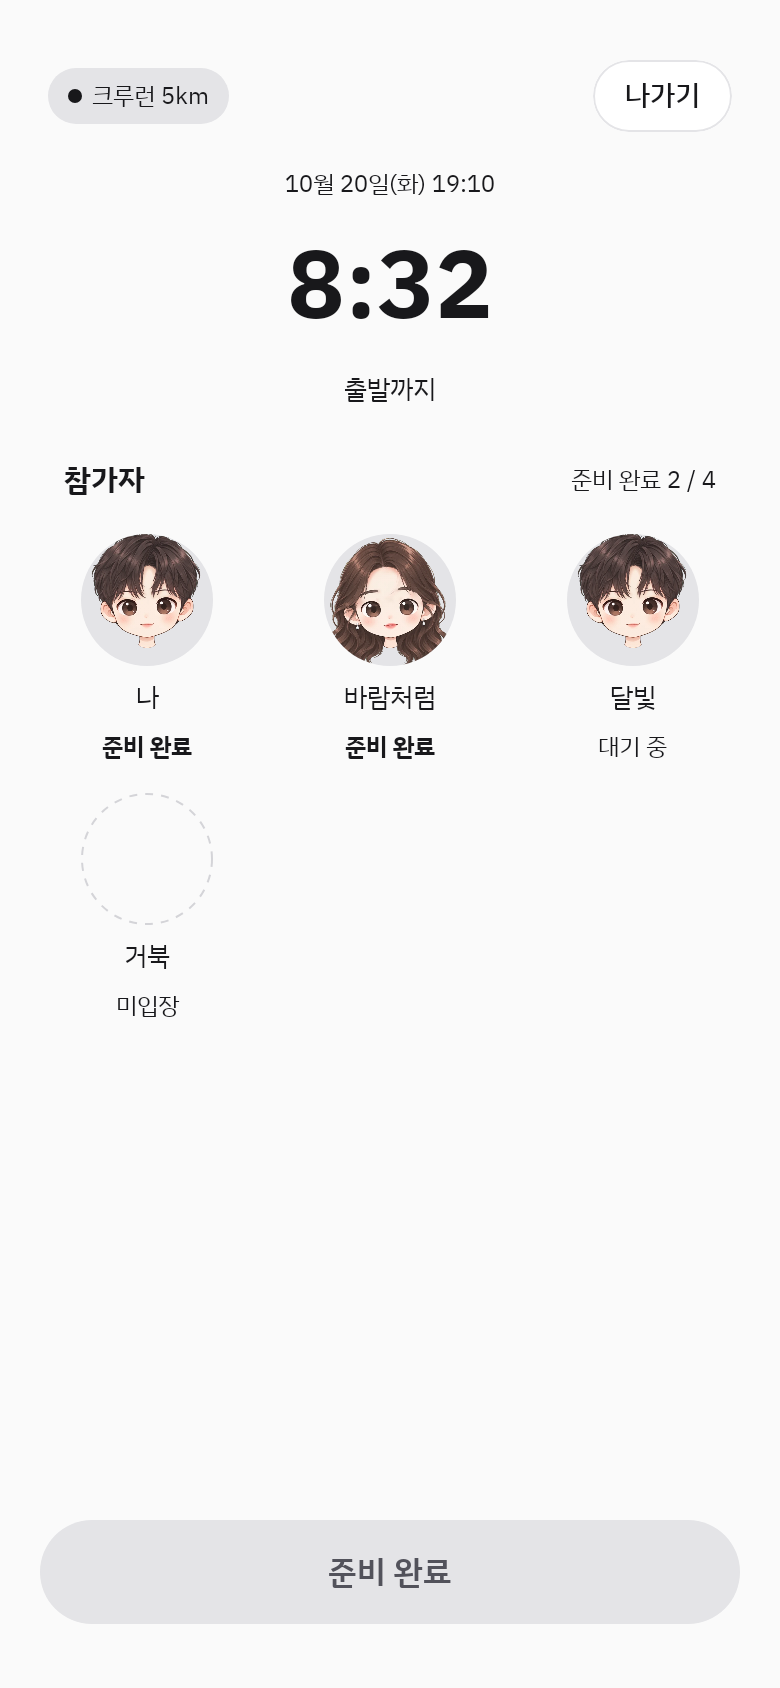 크루런 5km
나가기
10월 20일(화) 19:10
8:32
출발까지
참가자
준비 완료 2 / 4
나
바람처럼
달빛
준비 완료
준비 완료
대기 중
거북
미입장
준비 완료